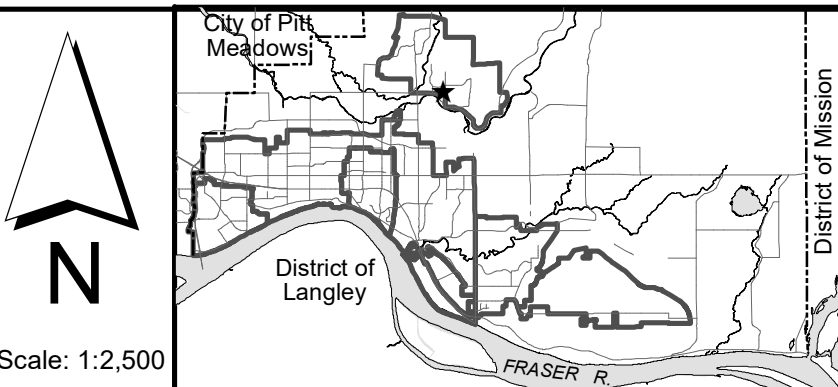 City of Pitt
Meadows
District of Mission
District of
Langley
FRASER R.
N
Scale: 1:2,500